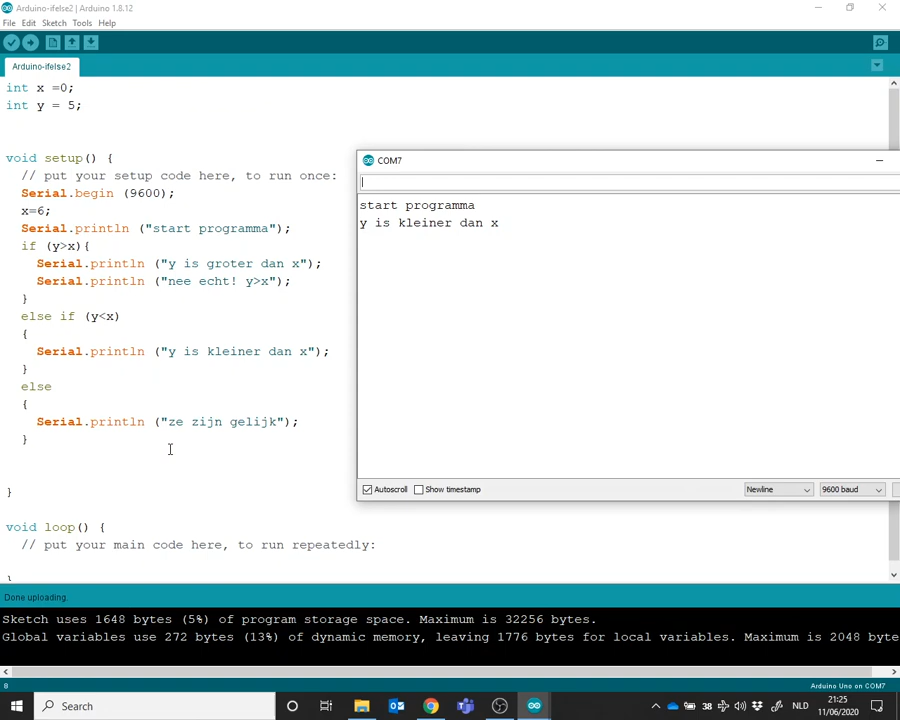 Arduino-ifelse2 | Arduino 1.8.12
File Edit Sketch Tools Help
Arduino-ifelse2
int x =0;
int y = 5;
void setup() {
// put your setup code here, to run once:
Serial.begin (9600);
x=6;
Serial.println ("start programma");
if (y>x){
Serial.println ("y is groter dan x");
Serial.println ("nee echt! y>x");
}
else if (y<x)
{
Serial.println ("y is kleiner dan x");
}
else
{
Serial.println ("ze zijn gelijk");
}
}
void loop() {
// put your main code here, to run repeatedly:
}
COM7
start programma
y is kleiner dan x
Autoscroll Show timestamp Newline 9600 baud
Done uploading.
Sketch uses 1648 bytes (5%) of program storage space. Maximum is 32256 bytes.
Global variables use 272 bytes (13%) of dynamic memory, leaving 1776 bytes for local variables. Maximum is 2048 byte
8 Arduino Uno on COM7
Search 38 NLD 21:25
11/06/2020